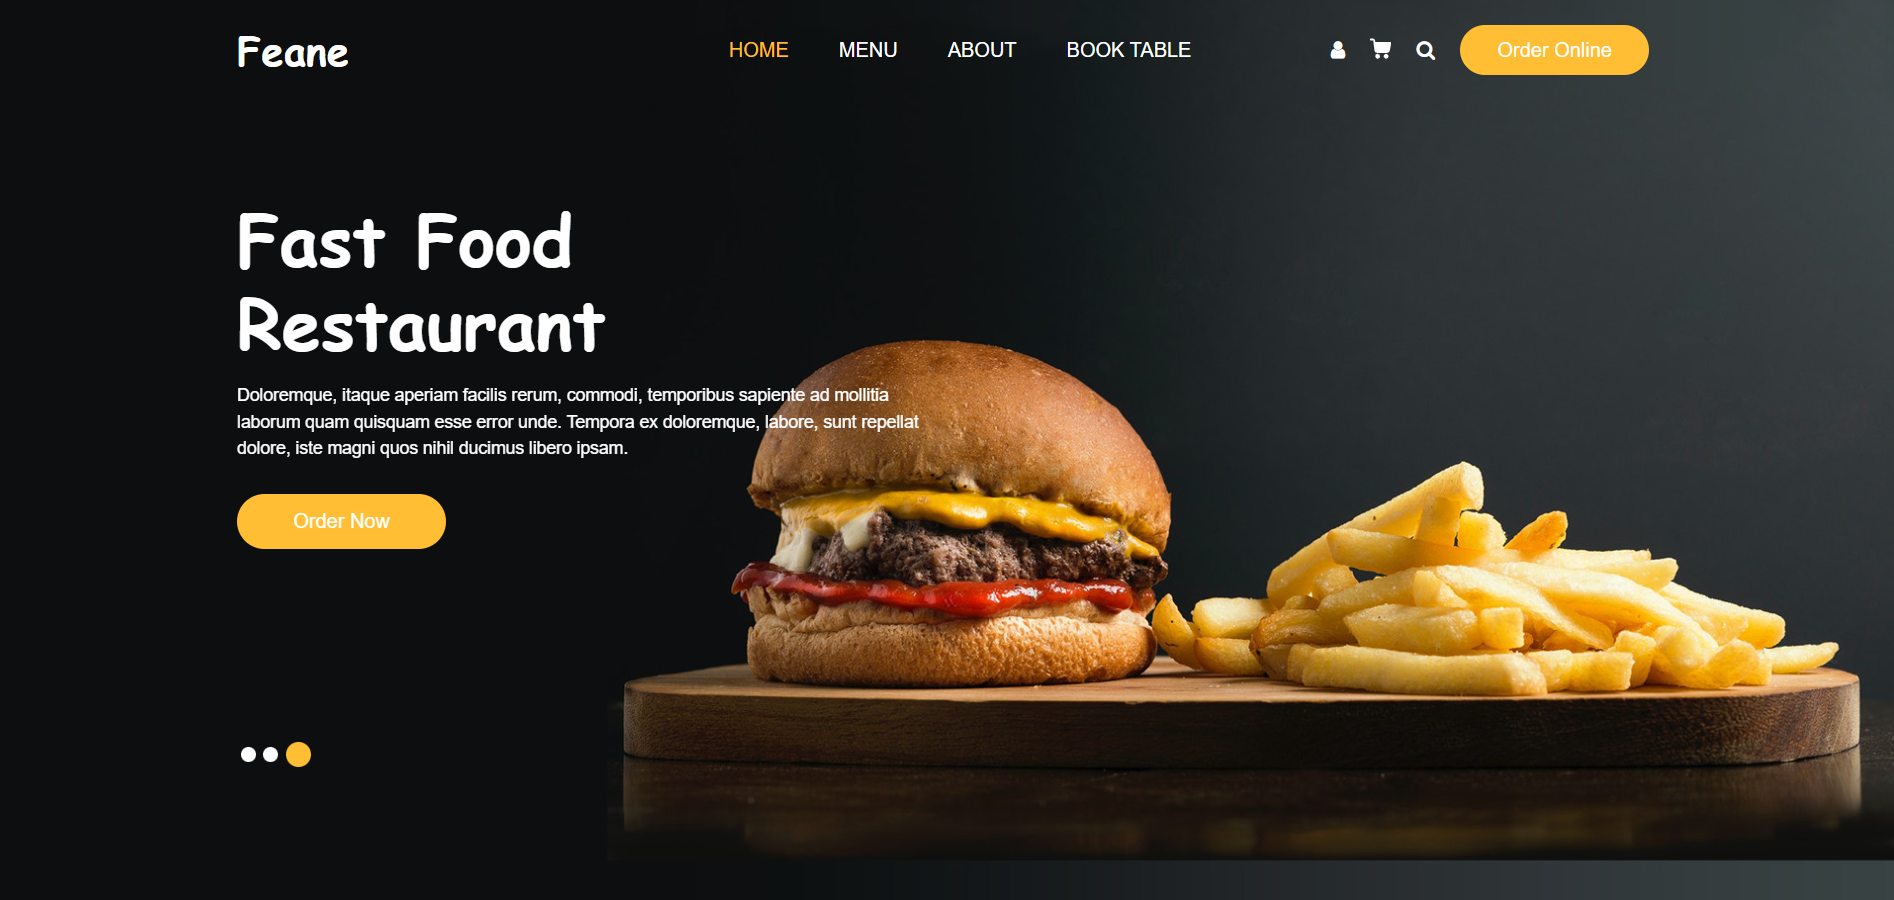 Feane
HOME MENU ABOUT BOOK TABLE Order Online
Fast Food
Restaurant
Doloremque, itaque aperiam facilis rerum, commodi, temporibus sapiente ad mollitia
laborum quam quisquam esse error unde. Tempora ex doloremque, labore, sunt repellat
dolore, iste magni quos nihil ducimus libero ipsam.
Order Now